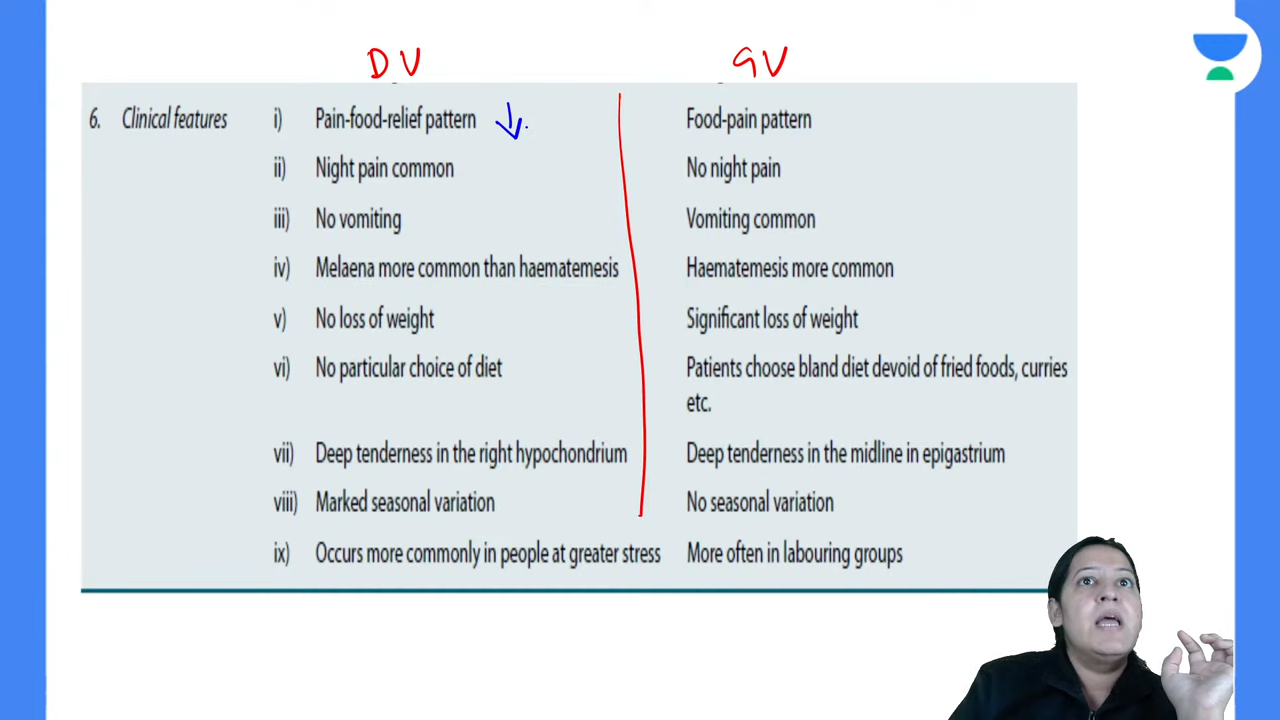 DU GU
6. Clinical features i) Pain-food-relief pattern Food-pain pattern
ii) Night pain common No night pain
iii) No vomiting Vomiting common
iv) Melaena more common than haematemesis Haematemesis more common
v) No loss of weight Significant loss of weight
vi) No particular choice of diet Patients choose bland diet devoid of fried foods, curries
etc.
vii) Deep tenderness in the right hypochondrium Deep tenderness in the midline in epigastrium
viii) Marked seasonal variation No seasonal variation
ix) Occurs more commonly in people at greater stress More often in labouring groups